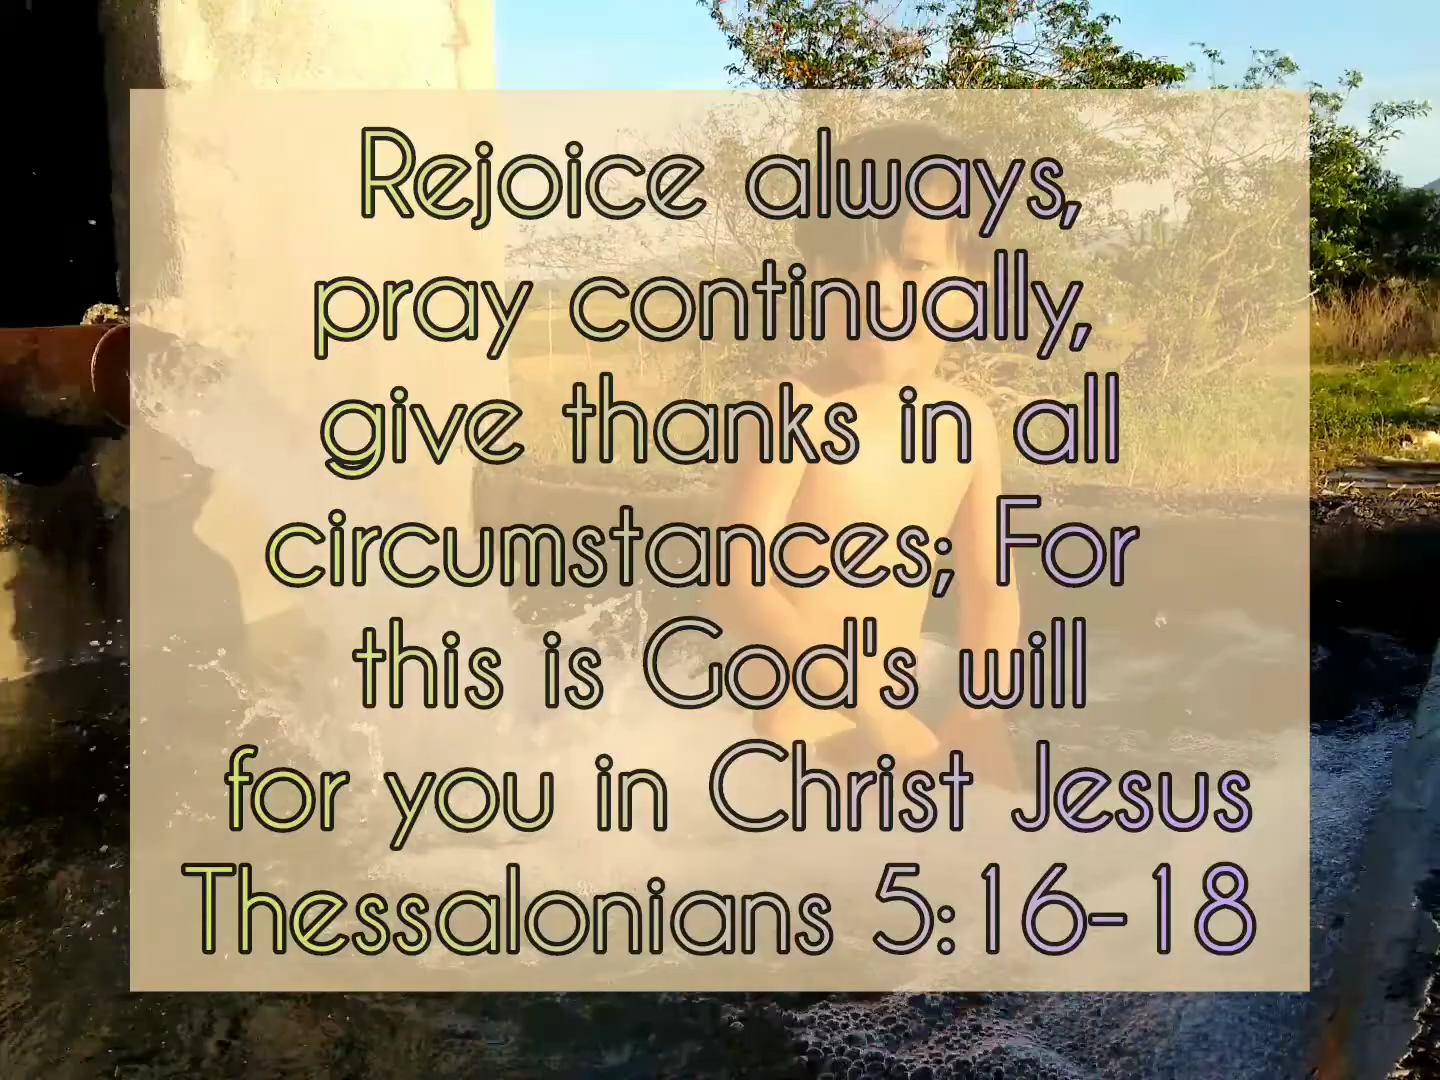 Rejoice always,
pray continually,
give thanks in all
circumstances; For
this is God's will
for you in Christ Jesus
Thessalonians 5:16-18